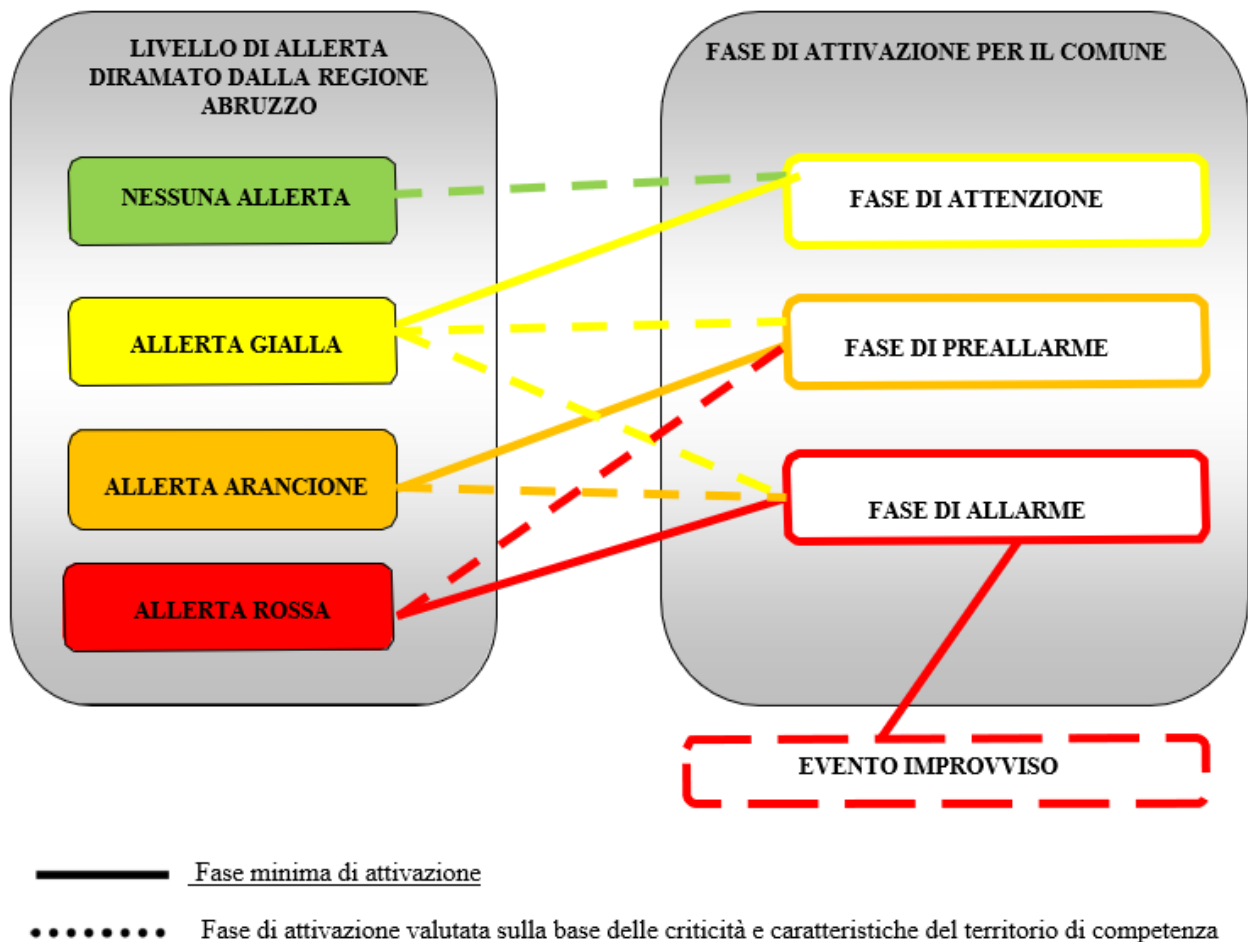 LIVELLO DI ALLERTA
DIRAMATO DALLA REGIONE
ABRUZZO
NESSUNA ALLERTA
ALLERTA GIALLA
ALLERTA ARANCIONE
ALLERTA ROSSA
FASE DI ATTIVAZIONE PER IL COMUNE
FASE DI ATTENZIONE
FASE DI PREALLARME
FASE DI ALLARME
EVENTO IMPROVVISO
Fase minima di attivazione
Fase di attivazione valutata sulla base delle criticità e caratteristiche del territorio di competenza